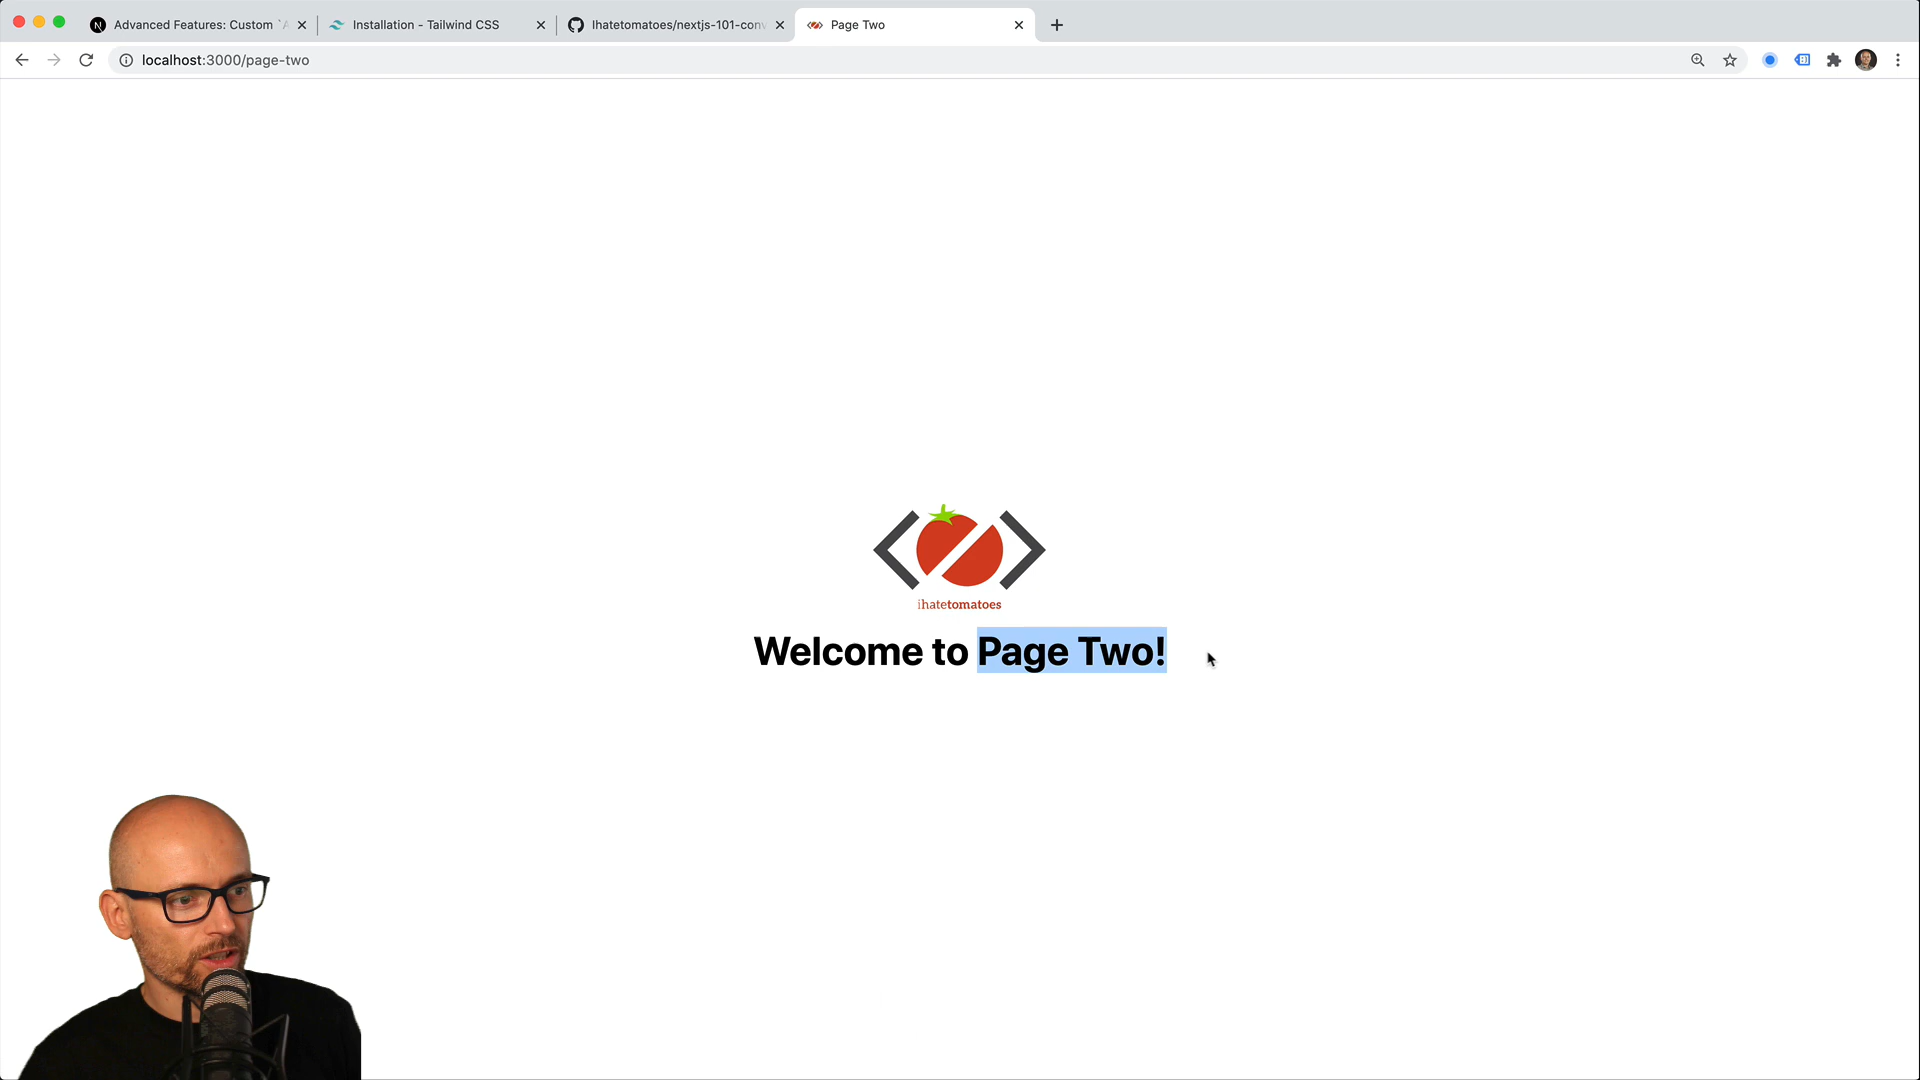 Advanced Features: Custom `A
Installation - Tailwind CSS
Ihatetomatoes/nextjs-101-conv
Page Two
localhost:3000/page-two
ihatetomatoes
Welcome to Page Two!